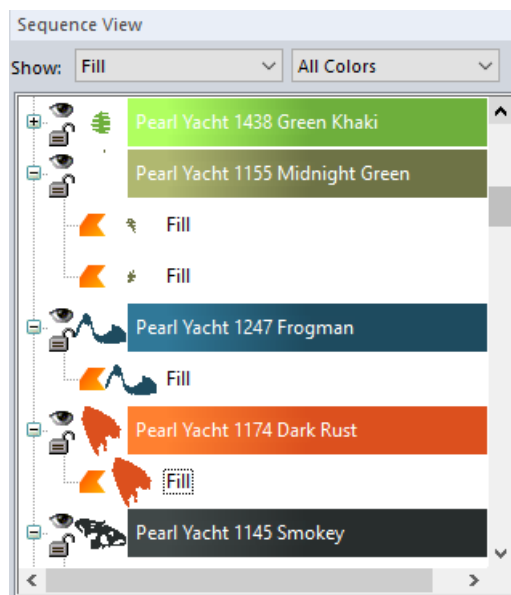 Sequence View
Show: Fill All Colors
Pearl Yacht 1438 Green Khaki
Pearl Yacht 1155 Midnight Green
Fill
Fill
Pearl Yacht 1247 Frogman
Fill
Pearl Yacht 1174 Dark Rust
Fill
Pearl Yacht 1145 Smokey